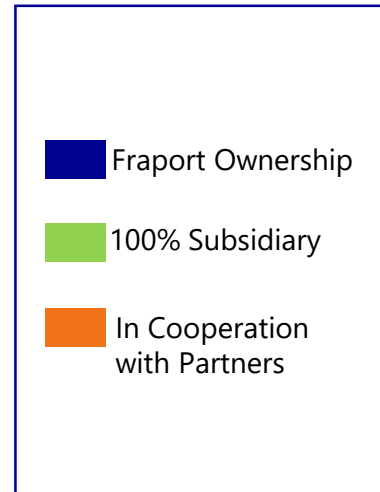 Fraport Ownership
100% Subsidiary
In Cooperation
with Partners